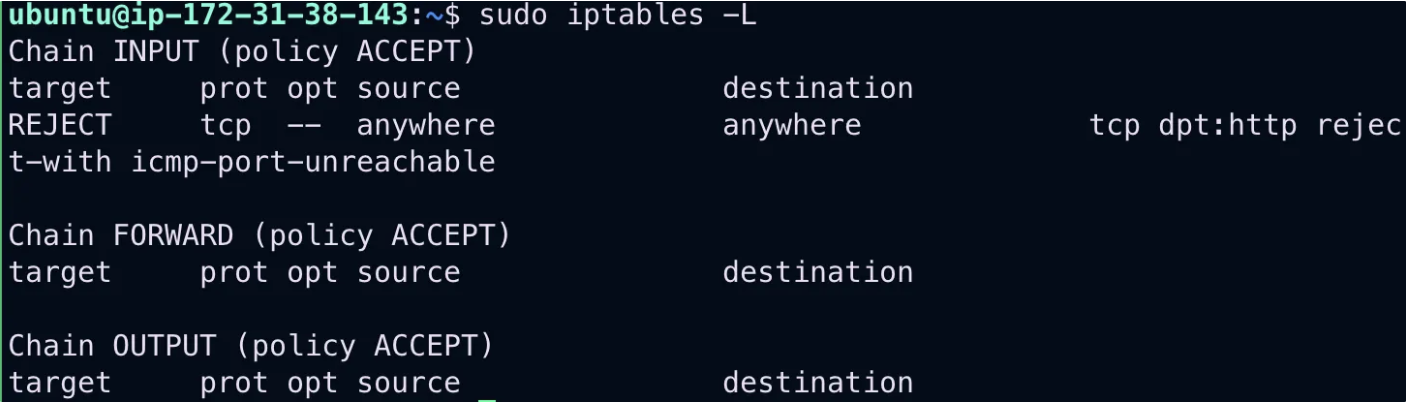 ubuntu@ip-172-31-38-143:~$ sudo iptables -L
Chain INPUT (policy ACCEPT)
target     prot opt source               destination
REJECT     tcp  --  anywhere             anywhere             tcp dpt:http rejec
t-with icmp-port-unreachable

Chain FORWARD (policy ACCEPT)
target     prot opt source               destination

Chain OUTPUT (policy ACCEPT)
target     prot opt source               destination